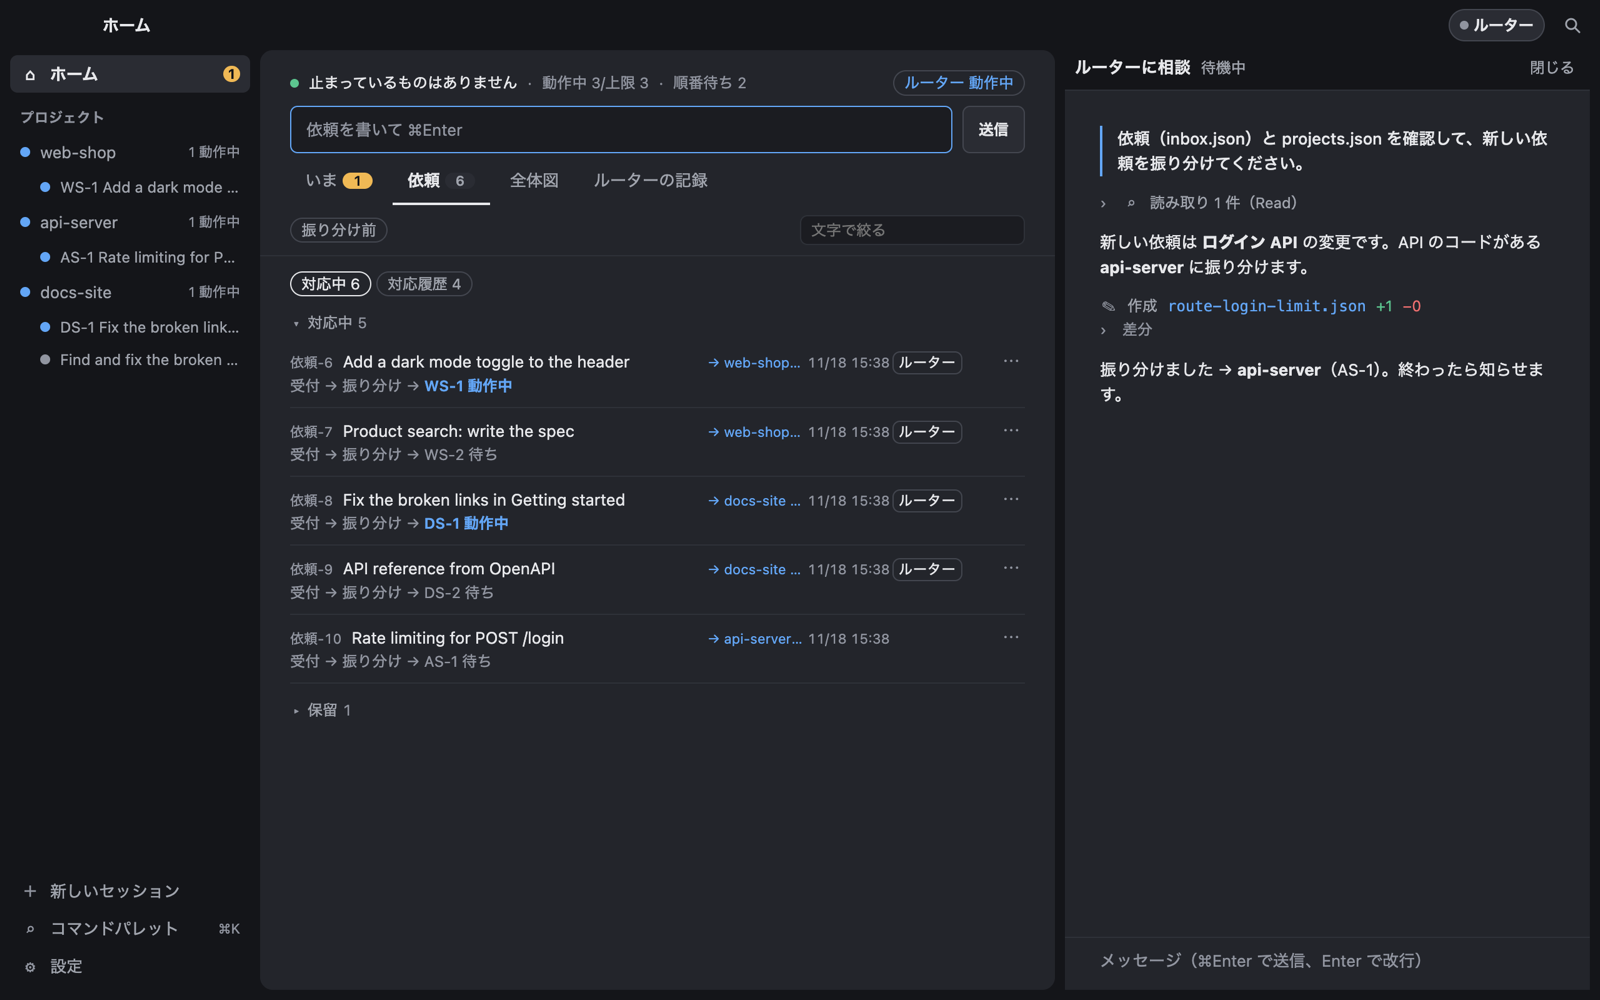 ホーム
ルーター
ホーム 1
プロジェクト
web-shop 1 動作中
WS-1 Add a dark mode ...
api-server 1 動作中
AS-1 Rate limiting for P...
docs-site 1 動作中
DS-1 Fix the broken link...
Find and fix the broken ...
+ 新しいセッション
コマンドパレット ⌘K
設定
止まっているものはありません · 動作中 3/上限 3 · 順番待ち 2
ルーター 動作中
依頼を書いて ⌘Enter
送信
いま 1 依頼 6 全体図 ルーターの記録
振り分け前
文字で絞る
対応中 6 対応履歴 4
対応中 5
依頼-6 Add a dark mode toggle to the header → web-shop... 11/18 15:38 ルーター ...
受付 → 振り分け → WS-1 動作中
依頼-7 Product search: write the spec → web-shop... 11/18 15:38 ルーター ...
受付 → 振り分け → WS-2 待ち
依頼-8 Fix the broken links in Getting started → docs-site ... 11/18 15:38 ルーター ...
受付 → 振り分け → DS-1 動作中
依頼-9 API reference from OpenAPI → docs-site ... 11/18 15:38 ルーター ...
受付 → 振り分け → DS-2 待ち
依頼-10 Rate limiting for POST /login → api-server... 11/18 15:38 ...
受付 → 振り分け → AS-1 待ち
保留 1
ルーターに相談 待機中 閉じる
依頼（inbox.json）と projects.json を確認して、新しい依
頼を振り分けてください。
› 読み取り 1 件（Read）
新しい依頼は ログイン API の変更です。API のコードがある
api-server に振り分けます。
作成 route-login-limit.json +1 −0
› 差分
振り分けました → api-server（AS-1）。終わったら知らせま
す。
メッセージ（⌘Enter で送信、Enter で改行）